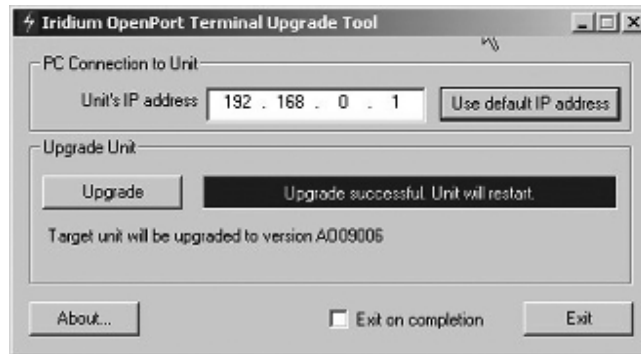 Iridium OpenPort Terminal Upgrade Tool
PC Connection to Unit
Unit's IP address 192 . 168 . 0 . 1 Use default IP address
Upgrade Unit
Upgrade Upgrade successful. Unit will restart.
Target unit will be upgraded to version AD09006
About... Exit on completion Exit